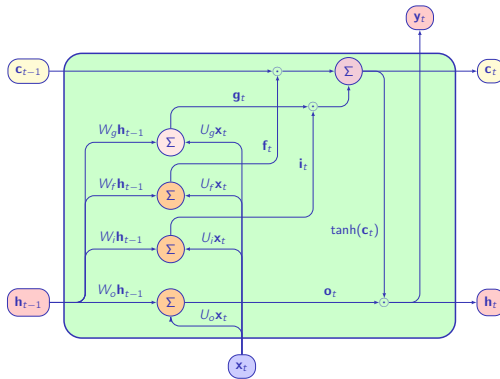 y_t
c_{t−1} Σ c_t
g_t
W_g h_{t−1} Σ U_g x_t
f_t
i_t
W_f h_{t−1} Σ U_f x_t
tanh(c_t)
W_i h_{t−1} Σ U_i x_t
W_o h_{t−1} o_t
h_{t−1} Σ h_t
U_o x_t
x_t